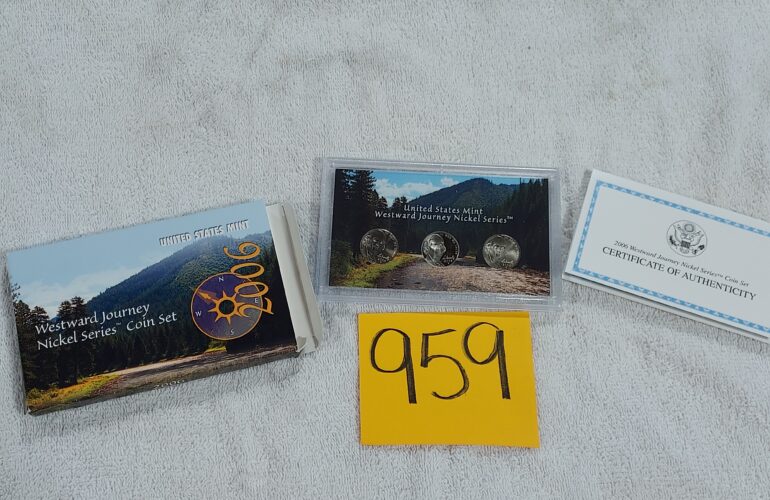 UNITED STATES MINT
2006
N
W
E
S
Westward Journey
Nickel Series™ Coin Set
United States Mint
Westward Journey Nickel Series™
2006 Westward Journey Nickel Series™ Coin Set
CERTIFICATE OF AUTHENTICITY
959